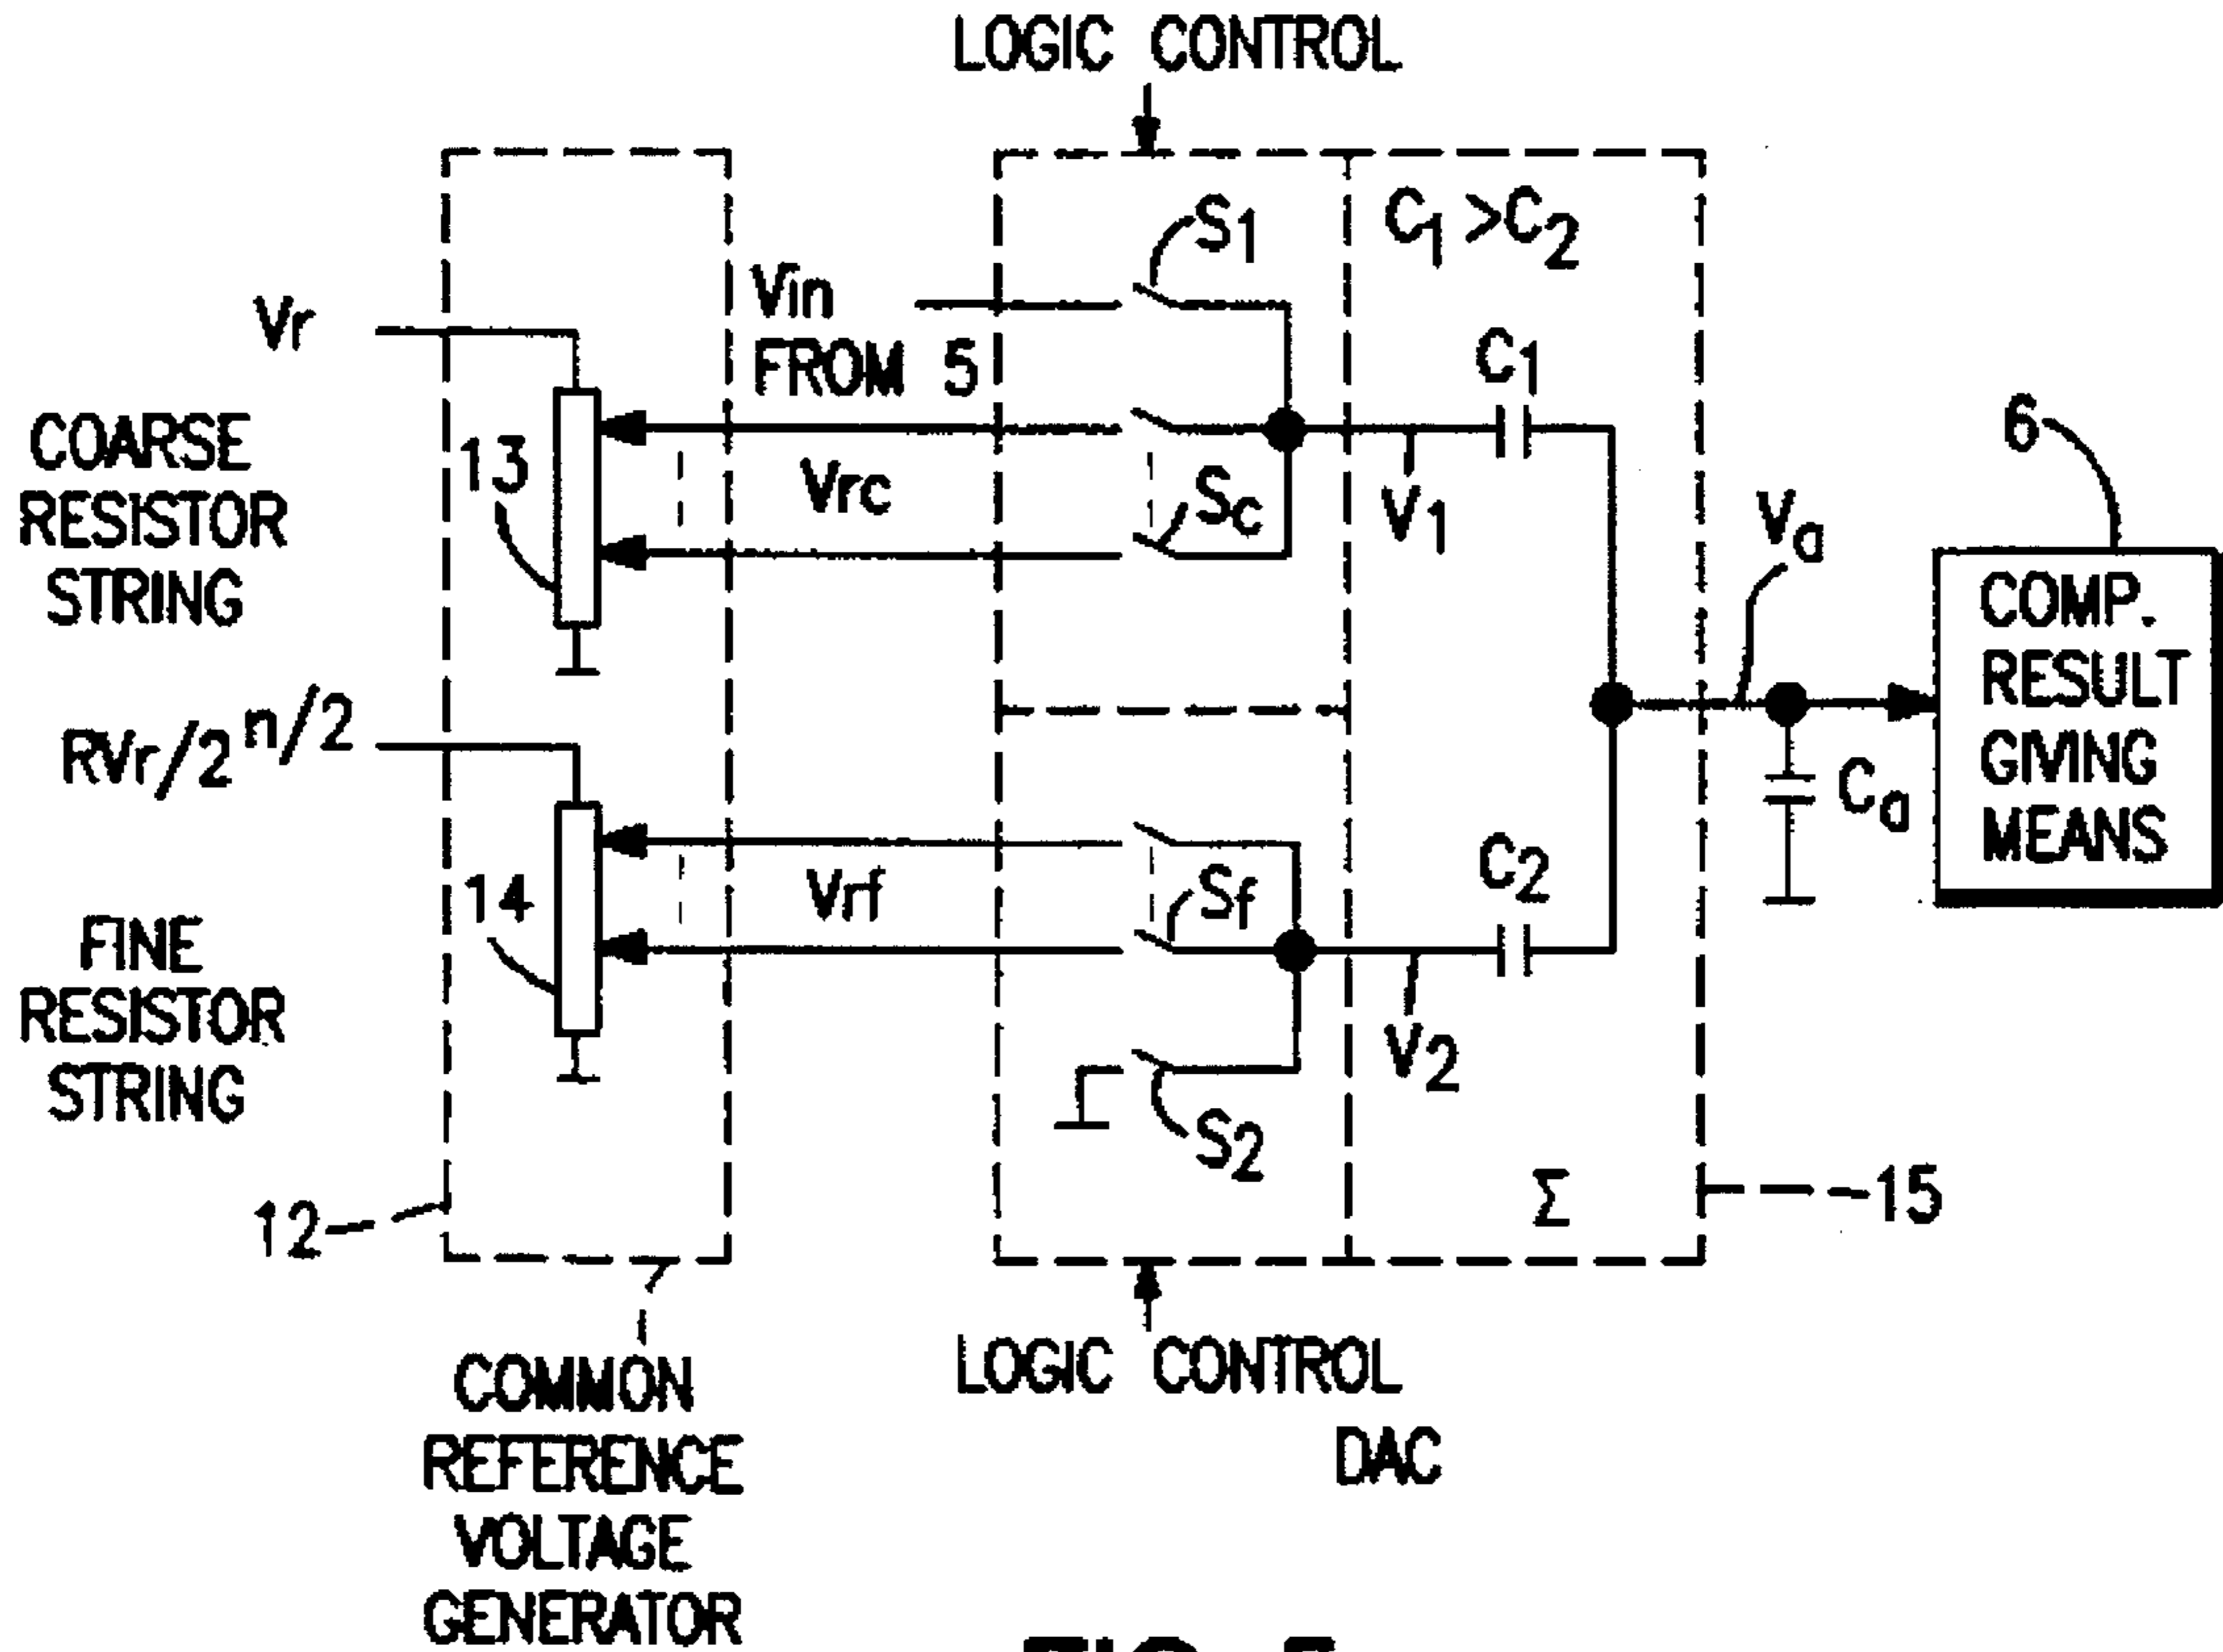 LOGIC CONTROL
S1
C1 >C2
Vin
FROM 5
Vr
C1
6
COARSE
RESISTOR
STRING
13
Vrc
Sc
V1
Va
COMP.
RESULT
GIVING
MEANS
RVr/2^n/2
Ca
C2
14
Vrf
Sf
FINE
RESISTOR
STRING
V2
S2
Σ
12
15
COMMON
REFERENCE
VOLTAGE
GENERATOR
LOGIC CONTROL
DAC